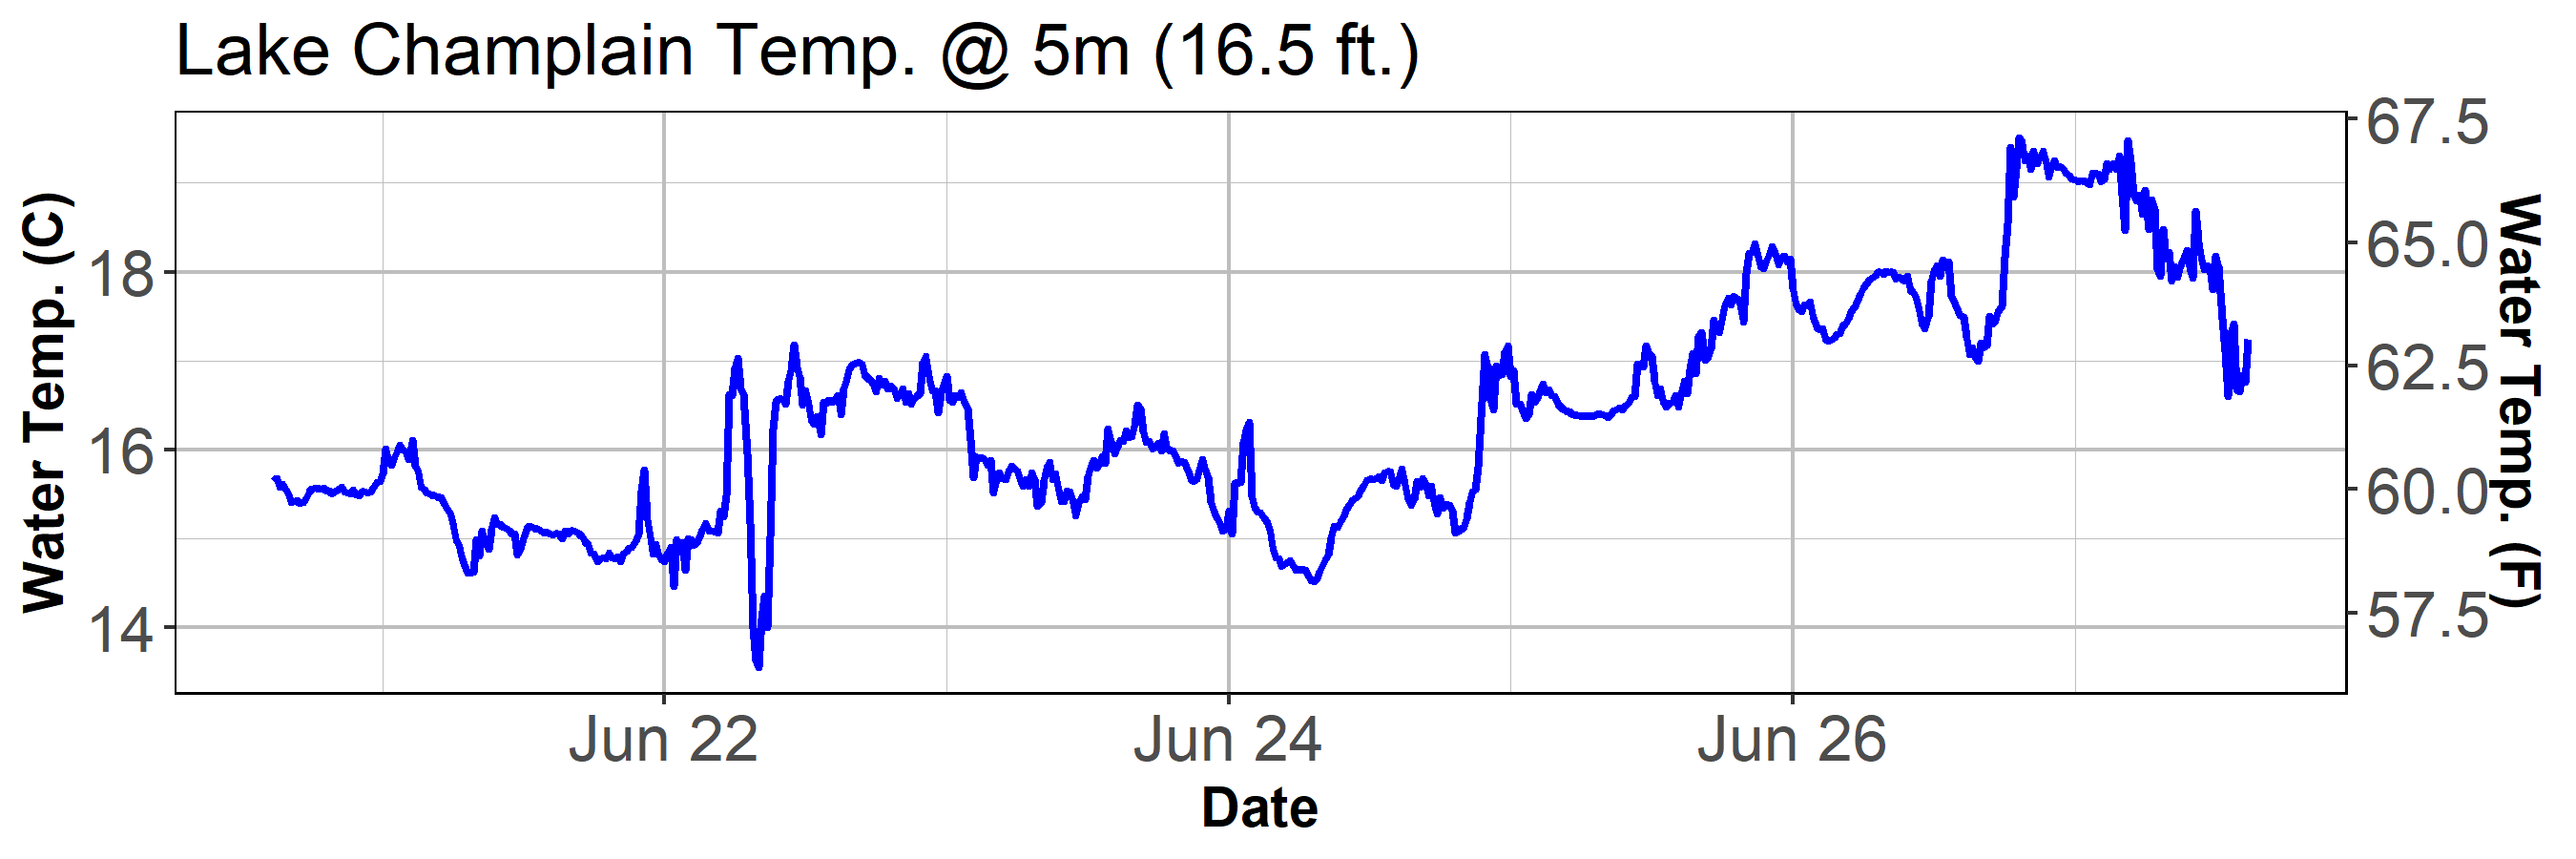 Lake Champlain Temp. @ 5m (16.5 ft.)
Water Temp. (C)
18
16
14
67.5
65.0
62.5
60.0
57.5
Water Temp. (F)
Jun 22 Jun 24 Jun 26
Date